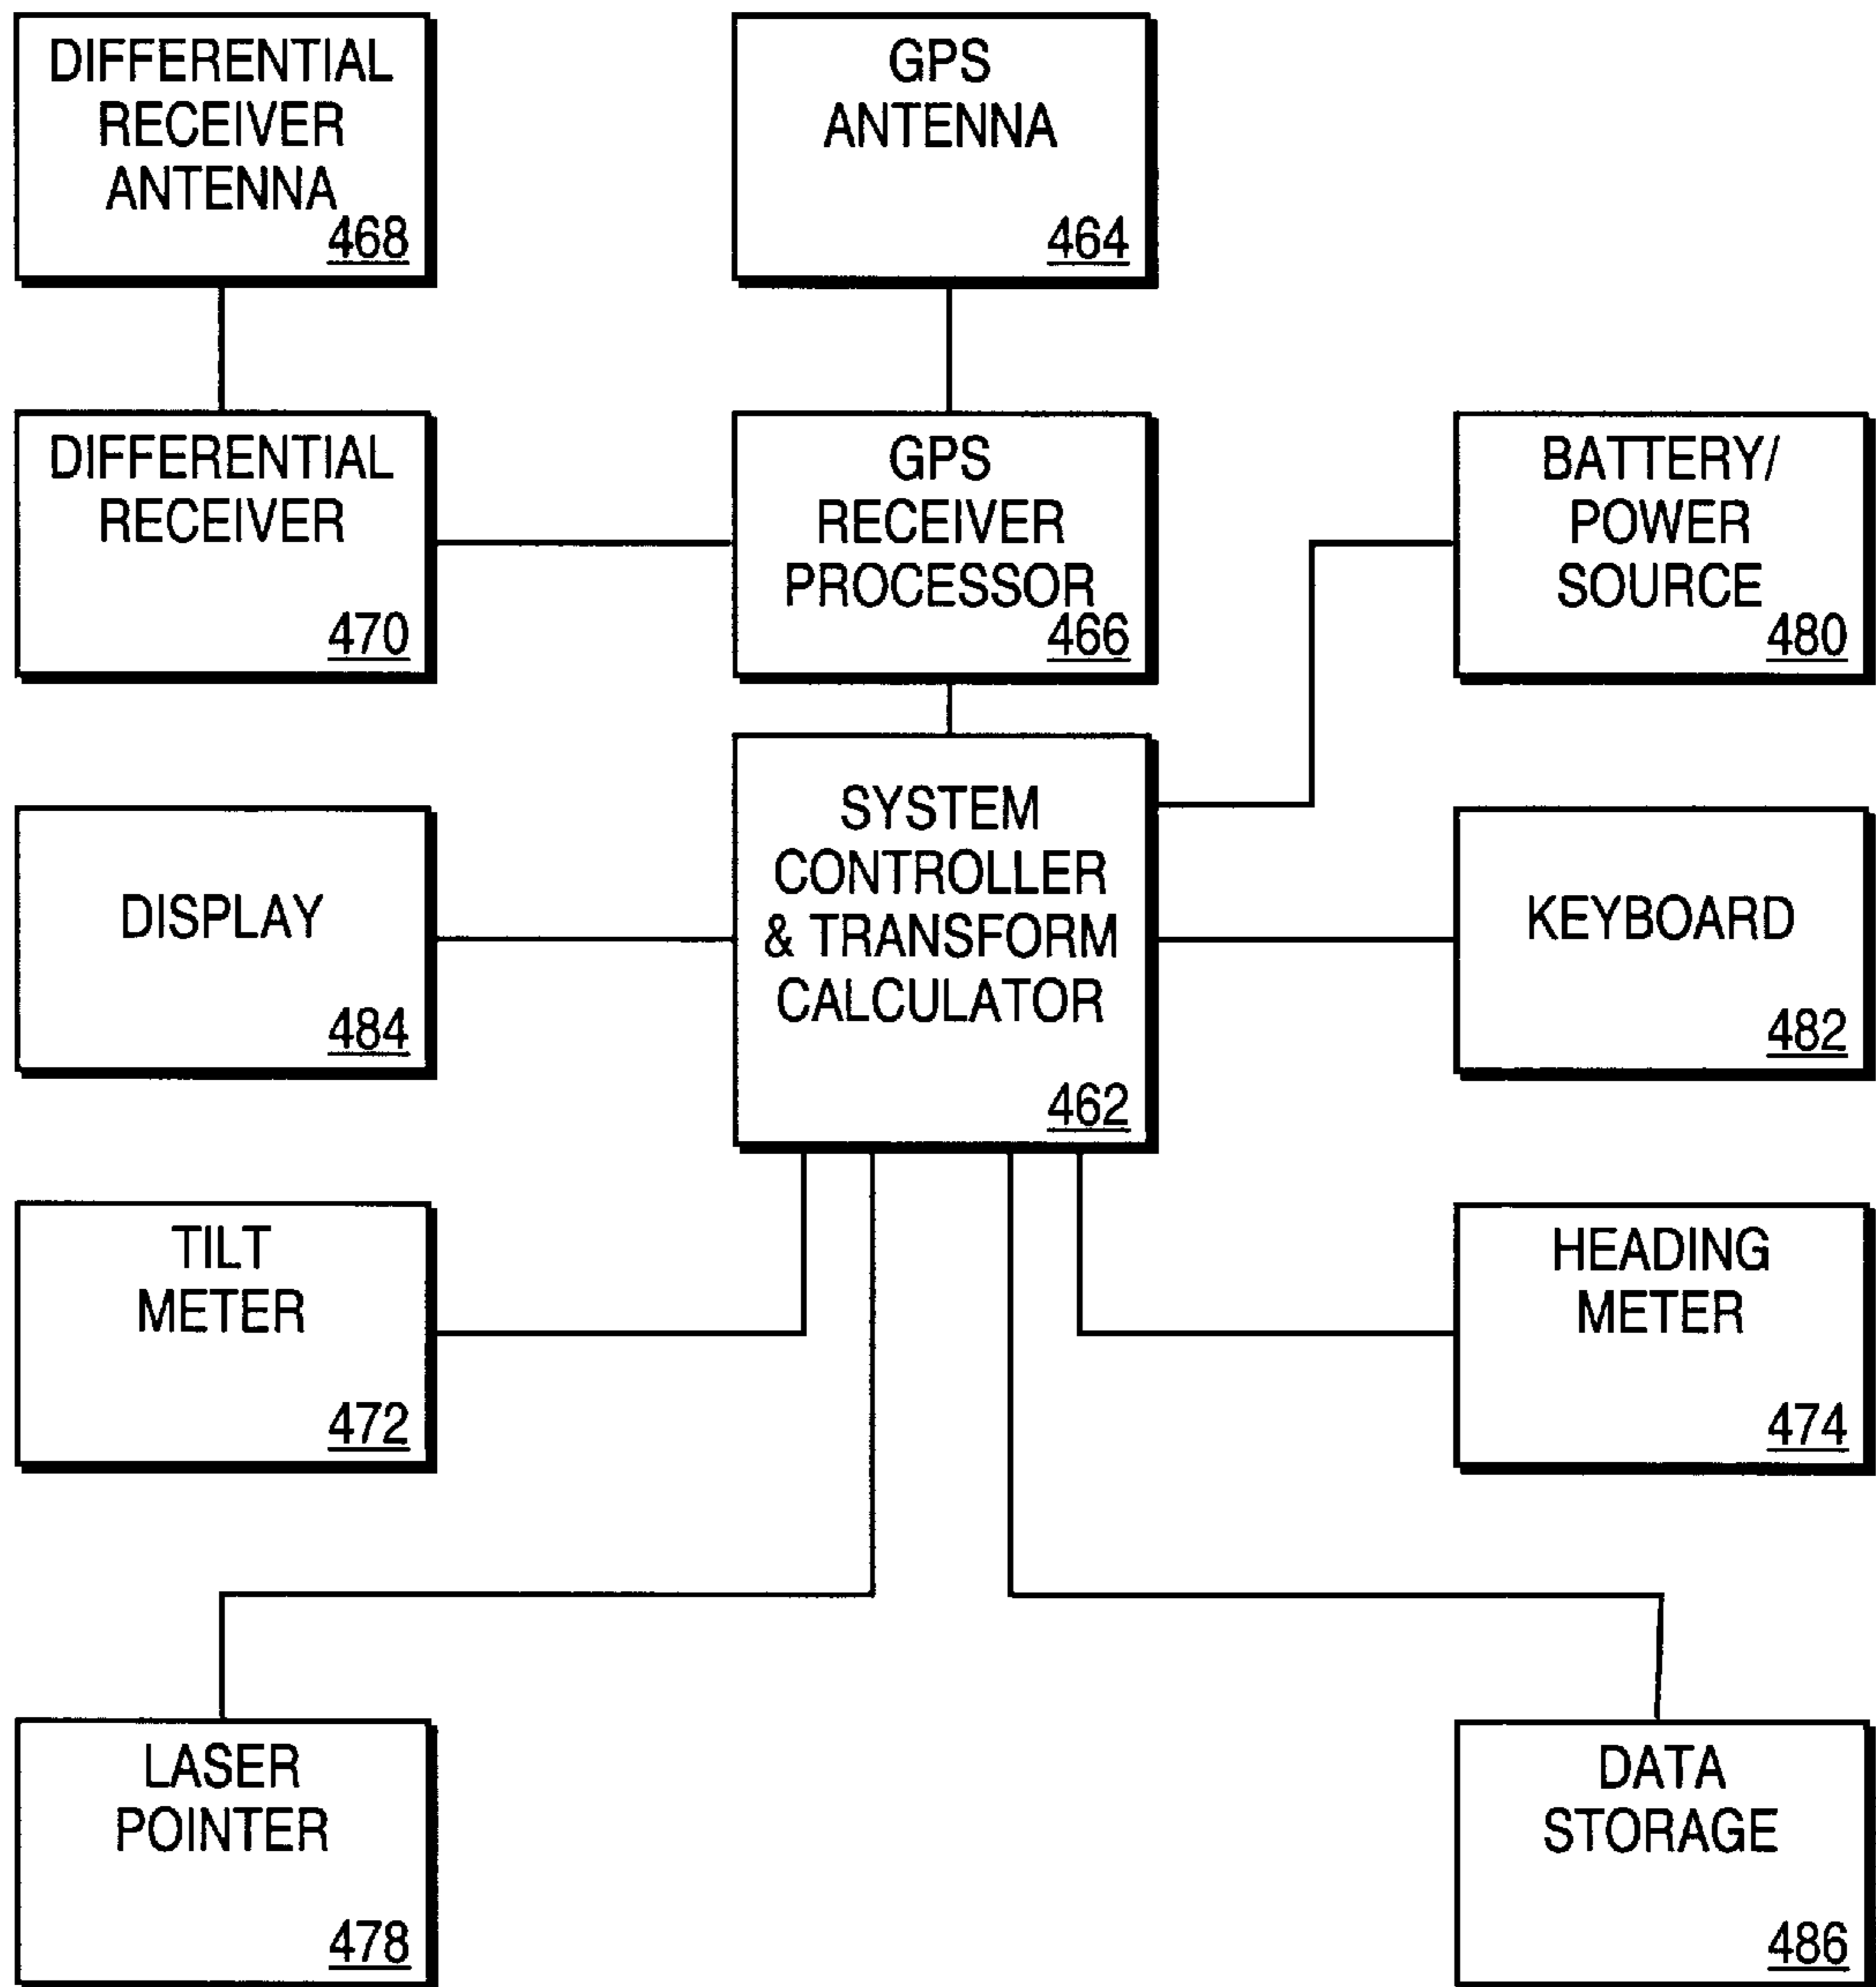 DIFFERENTIAL
RECEIVER
ANTENNA
468
GPS
ANTENNA
464
DIFFERENTIAL
RECEIVER
470
GPS
RECEIVER
PROCESSOR
466
BATTERY/
POWER
SOURCE
480
DISPLAY
484
SYSTEM
CONTROLLER
& TRANSFORM
CALCULATOR
462
KEYBOARD
482
TILT
METER
472
HEADING
METER
474
LASER
POINTER
478
DATA
STORAGE
486